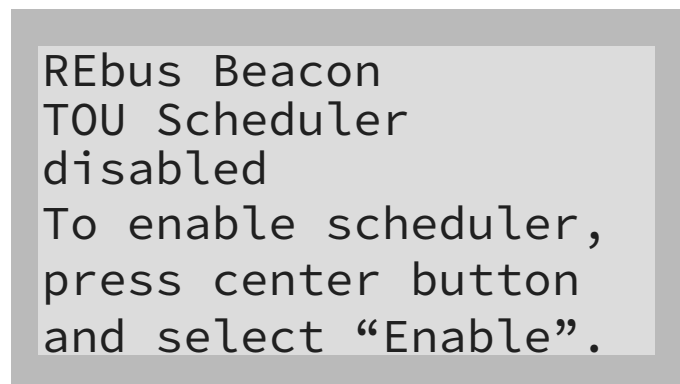 REbus Beacon
TOU Scheduler
disabled
To enable scheduler,
press center button
and select “Enable”.